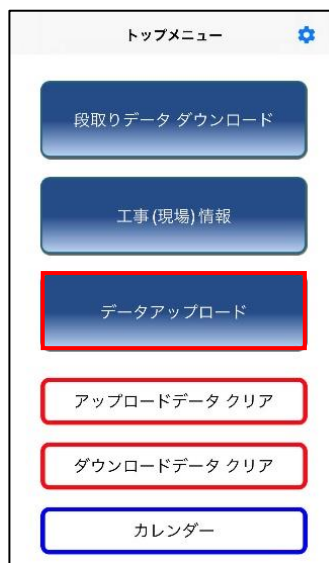 トップメニュー
段取りデータ ダウンロード
工事(現場)情報
データアップロード
アップロードデータ クリア
ダウンロードデータ クリア
カレンダー